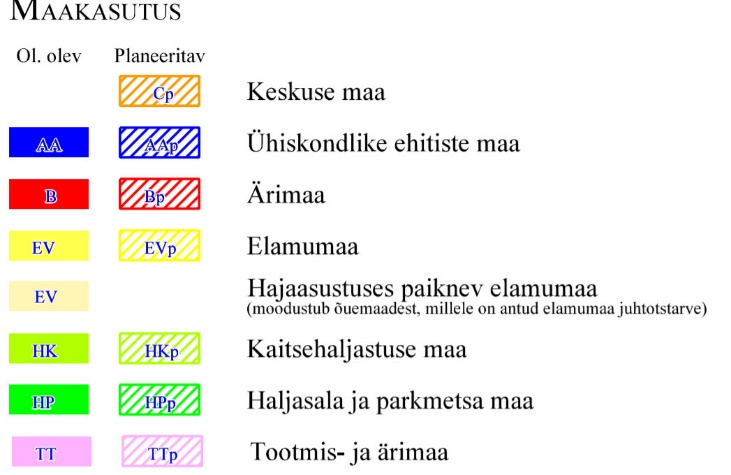 MAAKASUTUS
Ol. olev Planeeritav
Cp Keskuse maa
AA AAp Ühiskondlike ehitiste maa
B Bp Ärimaa
EV EVp Elamumaa
EV Hajaasustuses paiknev elamumaa
(moodustub õuemaadest, millele on antud elamumaa juhtotstarve)
HK HKp Kaitsehaljastuse maa
HP HPp Haljasala ja parkmetsa maa
TT TTp Tootmis- ja ärimaa